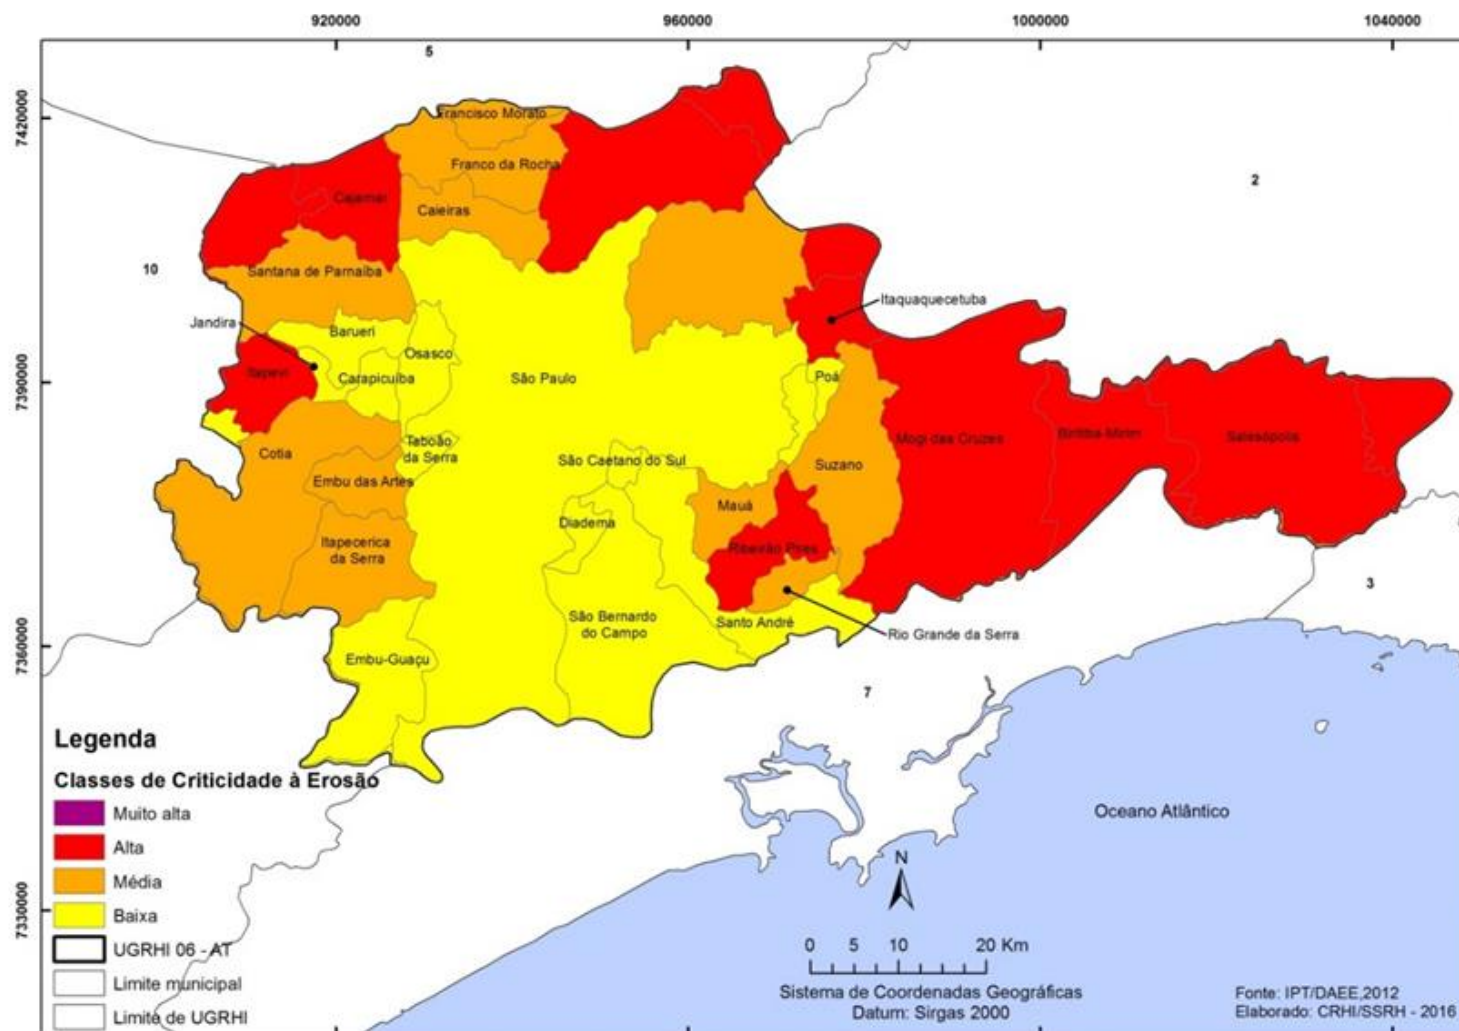 920000
960000
1000000
1040000
5
7420000
Francisco Morato
Franco da Rocha
2
Cajamar
Caieiras
10
Santana de Parnaíba
Itaquaquecetuba
Jandira
Barueri
Osasco
7390000
Itapevi
Carapicuíba
São Paulo
Poá
Cotia
Teboão
da Serra
São Caetano do Sul
Mogi das Cruzes
Biritiba-Mirim
Salesópolis
Suzano
Embu das Artes
Mauá
Diadema
Itapecerica
da Serra
Ribeirão Pires
3
São Bernardo
do Campo
Santo André
Rio Grande da Serra
7360000
Embu-Guaçu
7
Legenda
Classes de Criticidade à Erosão
Muito alta
Alta
Média
Baixa
UGRHI 06 - AT
Limite municipal
Limite de UGRHI
Oceano Atlântico
N
7330000
0 5 10 20 Km
Sistema de Coordenadas Geográficas
Datum: Sirgas 2000
Fonte: IPT/DAEE,2012
Elaborado: CRHI/SSRH - 2016